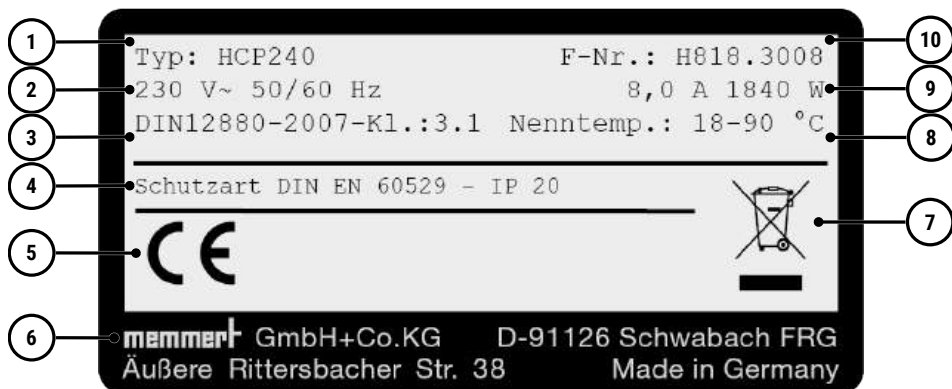 1
Typ: HCP240
F-Nr.: H818.3008
10
2
230 V~ 50/60 Hz
8,0 A 1840 W
9
3
DIN12880-2007-Kl.:3.1
Nenntemp.: 18-90 °C
8
4
Schutzart DIN EN 60529 - IP 20
5
CE
7
6
memmert GmbH+Co.KG
D-91126 Schwabach FRG
Äußere Rittersbacher Str. 38
Made in Germany